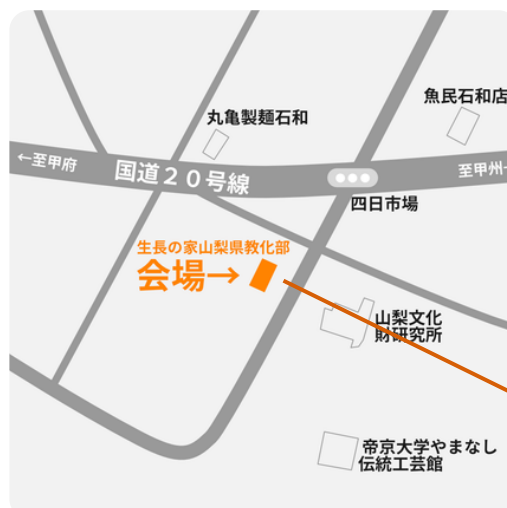 魚民石和店
丸亀製麺石和
←至甲府
国道２０号線
至甲州→
四日市場
生長の家山梨県教化部
会場→
山梨文化
財研究所
帝京大学やまなし
伝統工芸館